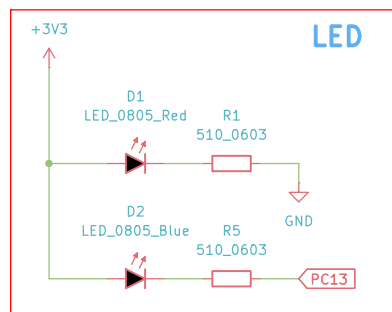 +3V3
LED
D1
LED_0805_Red
R1
510_0603
GND
D2
LED_0805_Blue
R5
510_0603
PC13